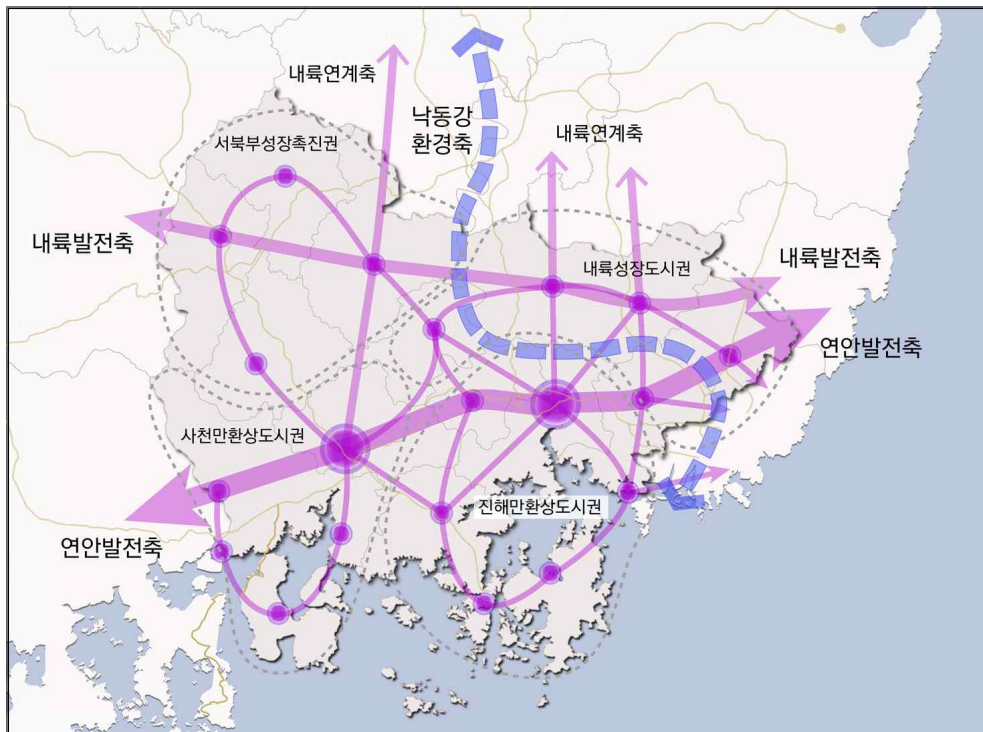 내륙연계축
낙동강
환경축
내륙연계축
서북부성장촉진권
내륙발전축
내륙성장도시권
내륙발전축
연안발전축
사천만환상도시권
진해만환상도시권
연안발전축